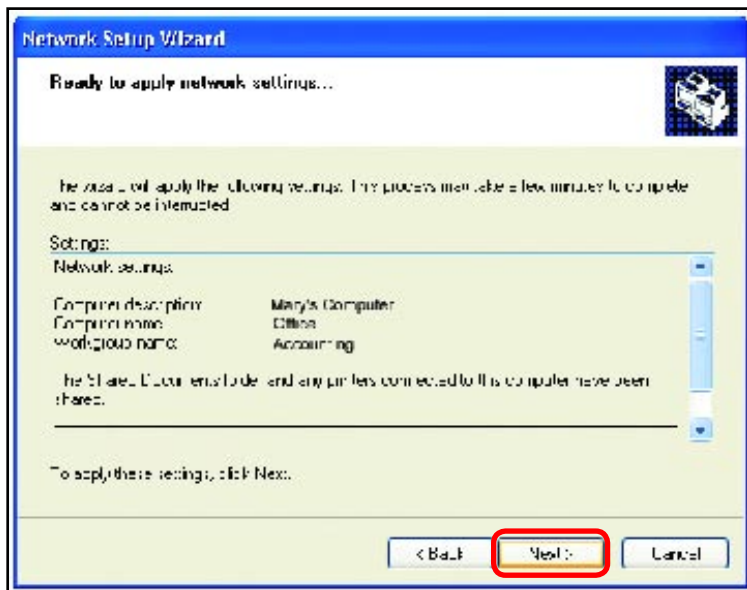 Network Setup Wizard
Ready to apply network settings...
The wizard will apply the following settings. This process may take a few minutes to complete
and cannot be interrupted.
Settings:
Network settings:
Computer description: Mary's Computer
Computer name: Office
Workgroup name: Accounting
The Shared Documents folder and any printers connected to this computer have been
shared.
To apply these settings, click Next.
< Back Next > Cancel